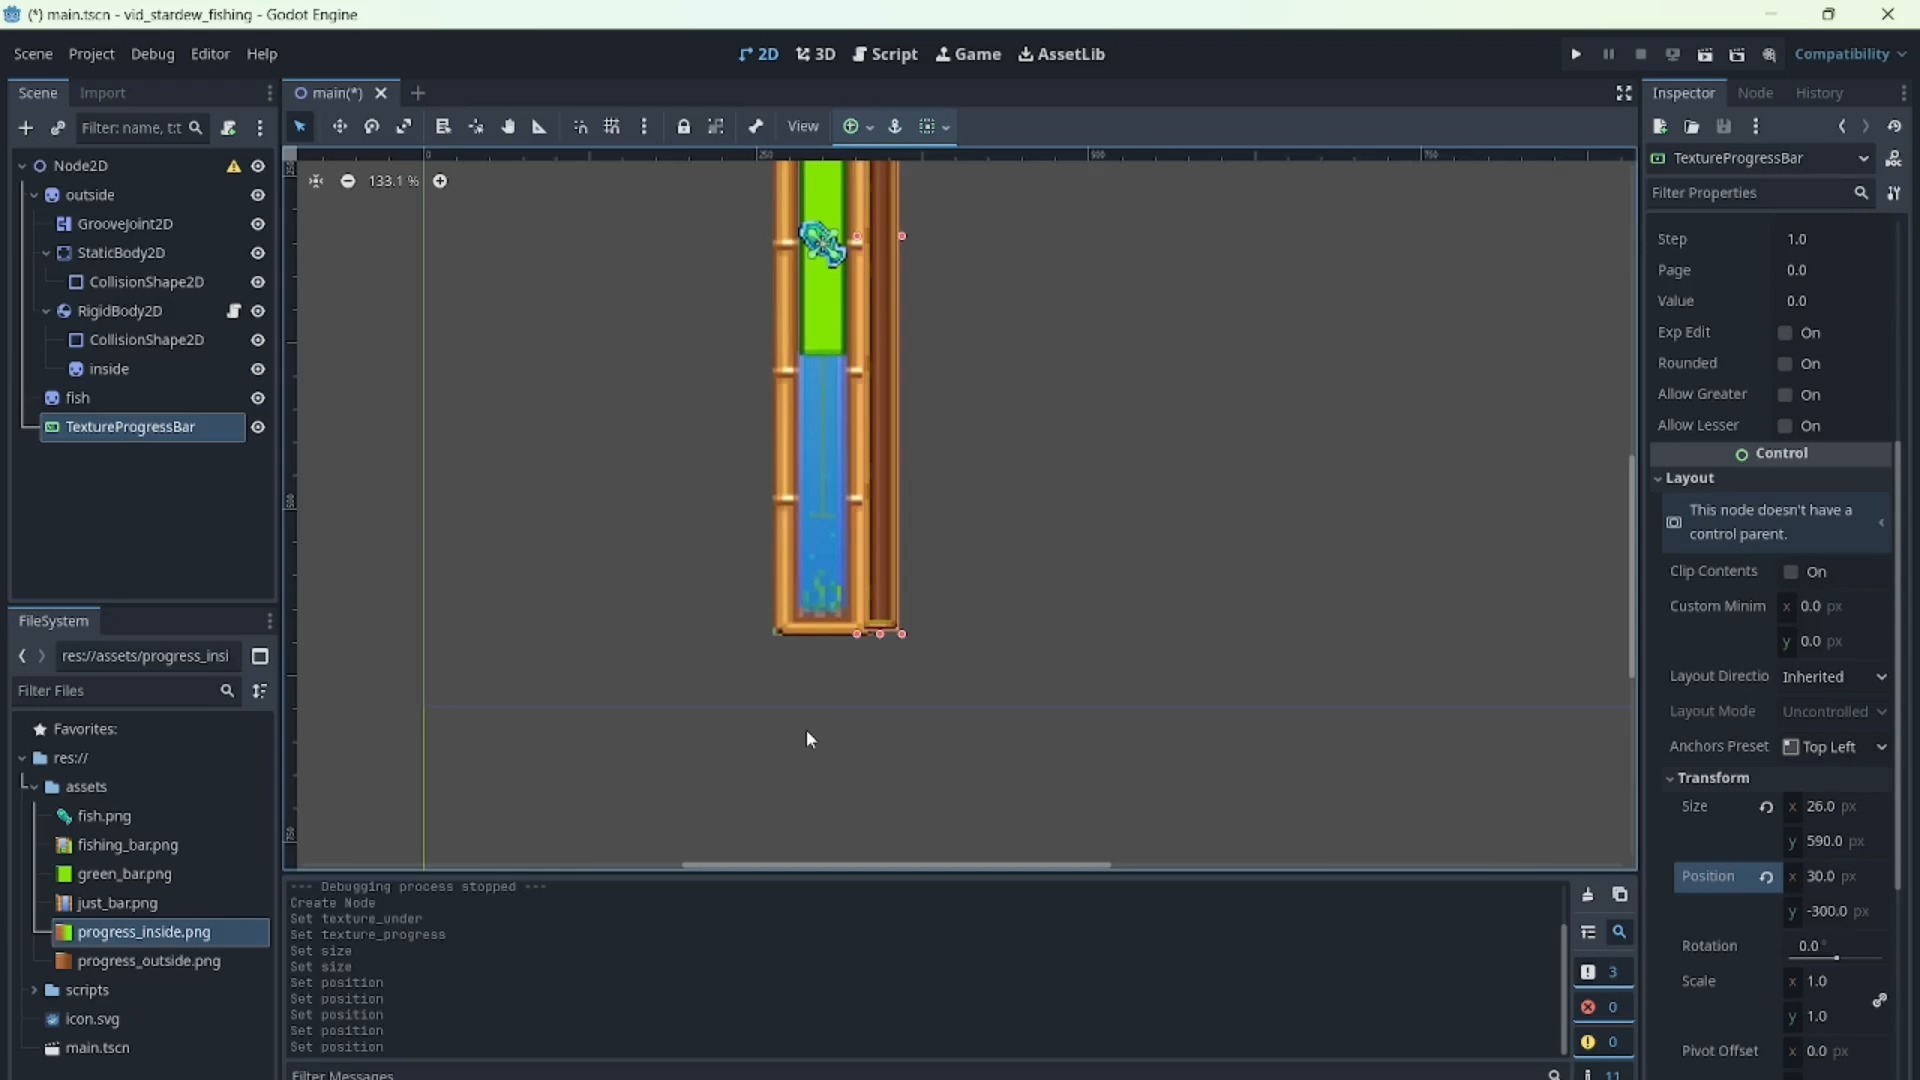 (*) main.tscn - vid_stardew_fishing - Godot Engine
Scene Project Debug Editor Help
2D 3D Script Game AssetLib
Compatibility
Scene Import
main(*)
Inspector Node History
Filter: name, t:t
View
Node2D
outside
GrooveJoint2D
StaticBody2D
CollisionShape2D
RigidBody2D
CollisionShape2D
inside
fish
TextureProgressBar
0 250 500 750
133.1 %
500
750
TextureProgressBar
Filter Properties
Step 1.0
Page 0.0
Value 0.0
Exp Edit On
Rounded On
Allow Greater On
Allow Lesser On
Control
Layout
This node doesn't have a
control parent.
Clip Contents On
Custom Minim x 0.0 px
y 0.0 px
Layout Directio Inherited
Layout Mode Uncontrolled
Anchors Preset Top Left
Transform
Size x 26.0 px
y 590.0 px
Position x 30.0 px
y -300.0 px
Rotation 0.0°
Scale x 1.0
y 1.0
Pivot Offset x 0.0 px
FileSystem
res://assets/progress_insi
Filter Files
Favorites:
res://
assets
fish.png
fishing_bar.png
green_bar.png
just_bar.png
progress_inside.png
progress_outside.png
scripts
icon.svg
main.tscn
--- Debugging process stopped ---
Create Node
Set texture_under
Set texture_progress
Set size
Set size
Set position
Set position
Set position
Set position
Set position
Filter Messages
3
0
0
11